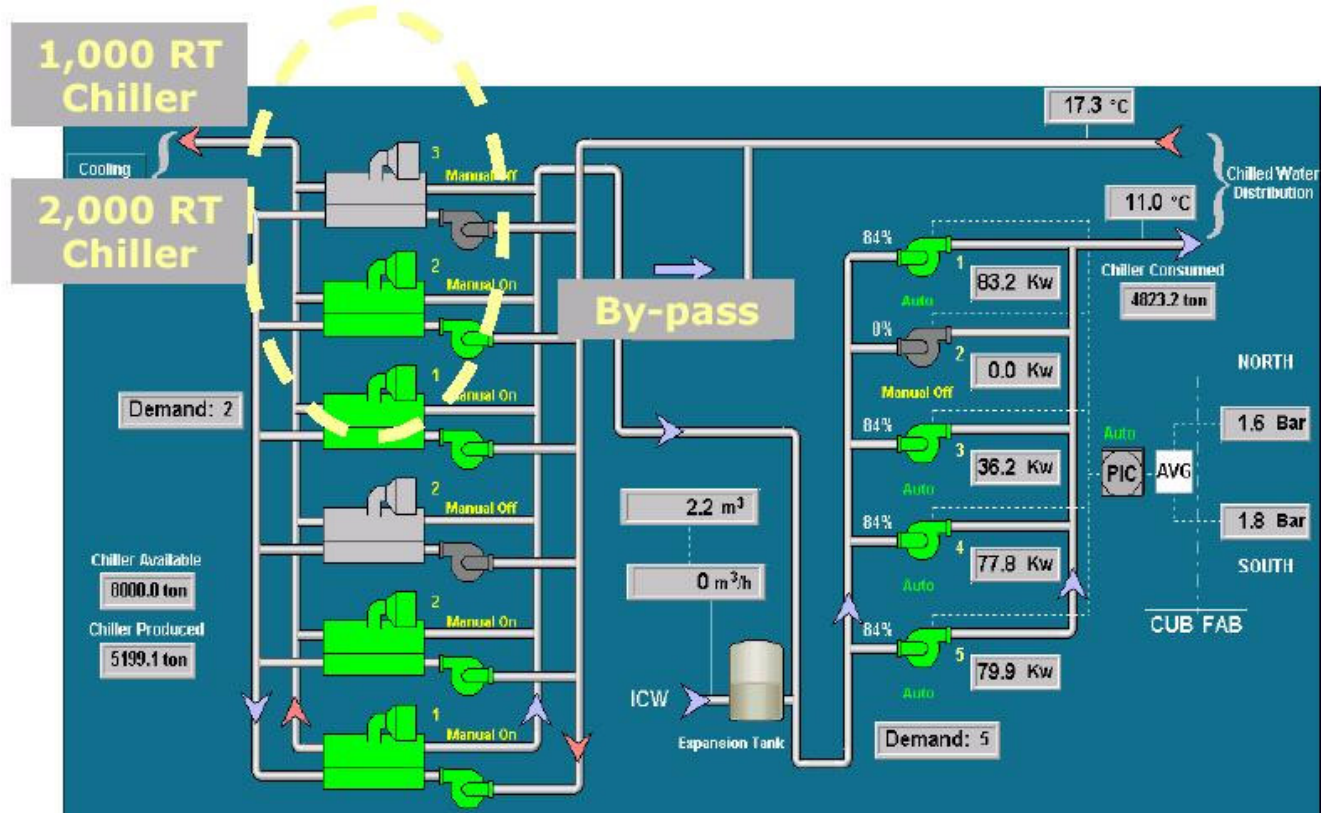 1,000 RT
Chiller
Cooling
2,000 RT
Chiller
3
Manual Off
2
Manual On
1
Manual On
2
Manual Off
2
Manual On
1
Manual On
Demand: 2
Chiller Available
8000.0 ton
Chiller Produced
5199.1 ton
By-pass
2.2 m³
0 m³/h
ICW
Expansion Tank
17.3 °C
Chilled Water
Distribution
11.0 °C
Chiller Consumed
4823.2 ton
84%
1
83.2 Kw
Auto
0%
2
0.0 Kw
Manual Off
84%
3
36.2 Kw
Auto
84%
4
77.8 Kw
Auto
84%
5
79.9 Kw
Auto
Demand: 5
Auto
PIC
AVG
NORTH
1.6 Bar
1.8 Bar
SOUTH
CUB FAB